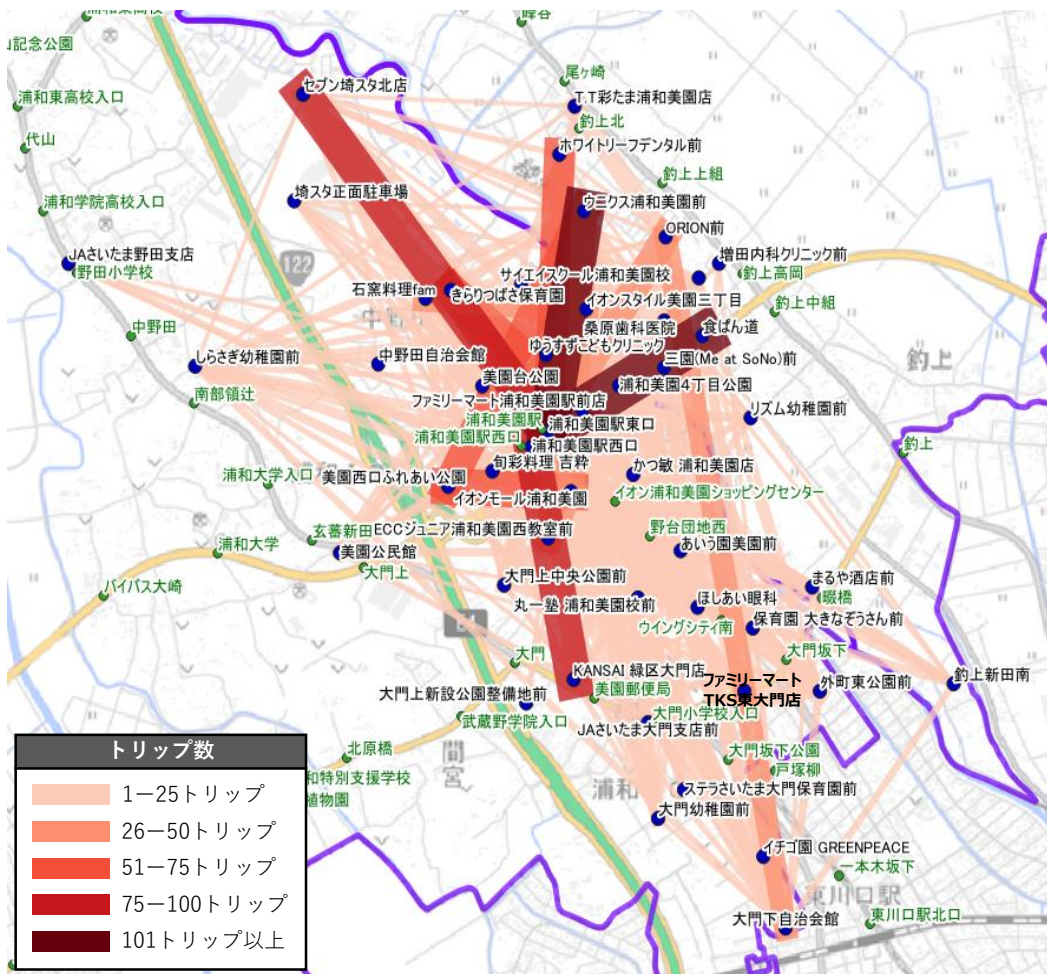 浦和東高校
峰谷
山記念公園
尾ヶ崎
セブン埼スタ北店
T.T彩たま浦和美園店
浦和東高校入口
釣上北
代山
ホワイトリーフデンタル前
釣上上組
埼スタ正面駐車場
ウニクス浦和美園前
浦和学院高校入口
ORION前
JAさいたま野田支店
増田内科クリニック前
野田小学校
122
サイエイスクール浦和美園校
釣上高岡
石窯料理fam
きらりつばさ保育園
イオンスタイル美園三丁目
釣上中組
桑原歯科医院
食ぱん道
中野田
ゆうすずこどもクリニック
釣上
しらさぎ幼稚園前
中野田自治会館
三園(Me at SoNo)前
美園台公園
浦和美園4丁目公園
南部領辻
ファミリーマート浦和美園駅前店
リズム幼稚園前
浦和美園駅
浦和美園駅東口
浦和美園駅西口
浦和美園駅西口
釣上
旬彩料理 吉粋
かつ敏 浦和美園店
浦和大学入口
美園西口ふれあい公園
イオンモール浦和美園
イオン浦和美園ショッピングセンター
玄蕃新田
ECCジュニア浦和美園西教室前
野台団地西
浦和大学
美園公民館
あいう園美園前
大門上
バイパス大崎
大門上中央公園前
まるや酒店前
畷橋
丸一塾 浦和美園校前
ほしあい眼科
ウイングシティ南
保育園 大きなぞうさん前
大門
大門坂下
KANSAI 緑区大門店
ファミリーマート
TKS東大門店
釣上新田南
大門上新設公園整備地前
美園郵便局
外町東公園前
武蔵野学院入口
大門小学校入口
JAさいたま大門支店前
北原橋
間宮
大門坂下公園
戸塚柳
和特別支援学校
浦和
ステラさいたま大門保育園前
植物園
大門幼稚園前
イチゴ園 GREENPEACE
一本木坂下
東川口駅
大門下自治会館
東川口駅北口
トリップ数
1ー25トリップ
26ー50トリップ
51ー75トリップ
75ー100トリップ
101トリップ以上